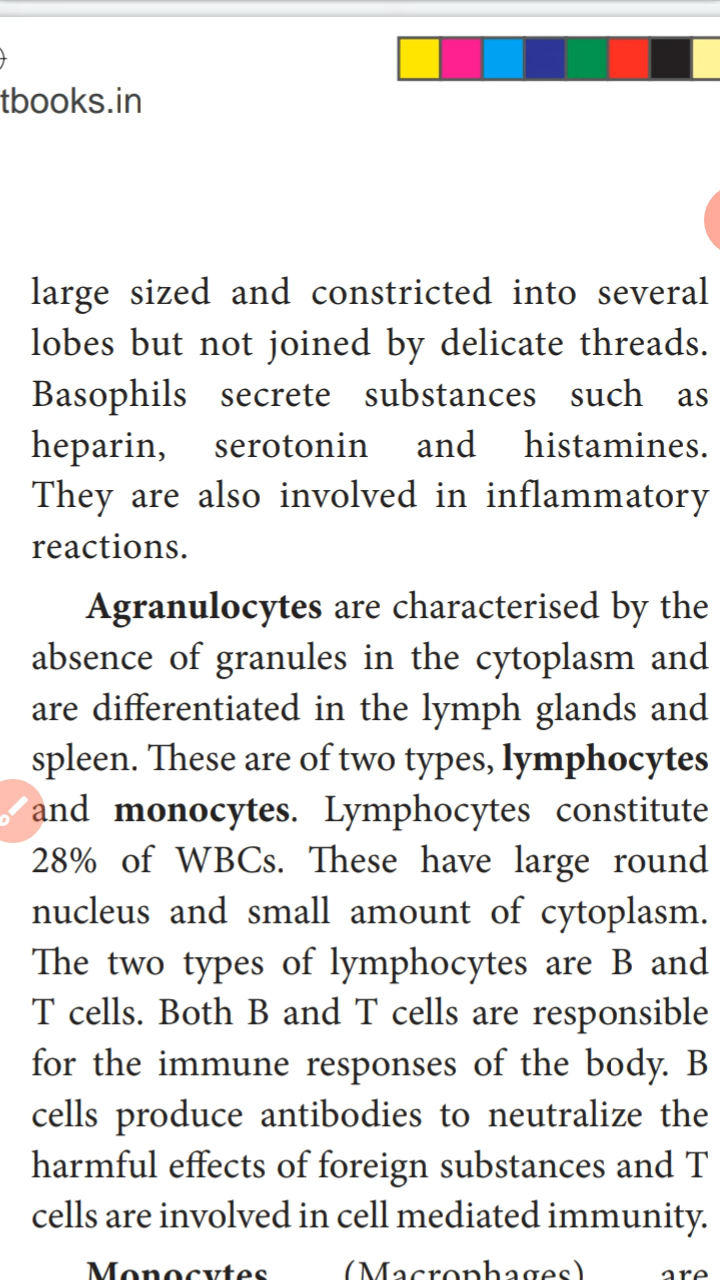 tbooks.in
large sized and constricted into several
lobes but not joined by delicate threads.
Basophils secrete substances such as
heparin, serotonin and histamines.
They are also involved in inflammatory
reactions.
Agranulocytes are characterised by the
absence of granules in the cytoplasm and
are differentiated in the lymph glands and
spleen. These are of two types, lymphocytes
and monocytes. Lymphocytes constitute
28% of WBCs. These have large round
nucleus and small amount of cytoplasm.
The two types of lymphocytes are B and
T cells. Both B and T cells are responsible
for the immune responses of the body. B
cells produce antibodies to neutralize the
harmful effects of foreign substances and T
cells are involved in cell mediated immunity.
Monocytes (Macrophages) are